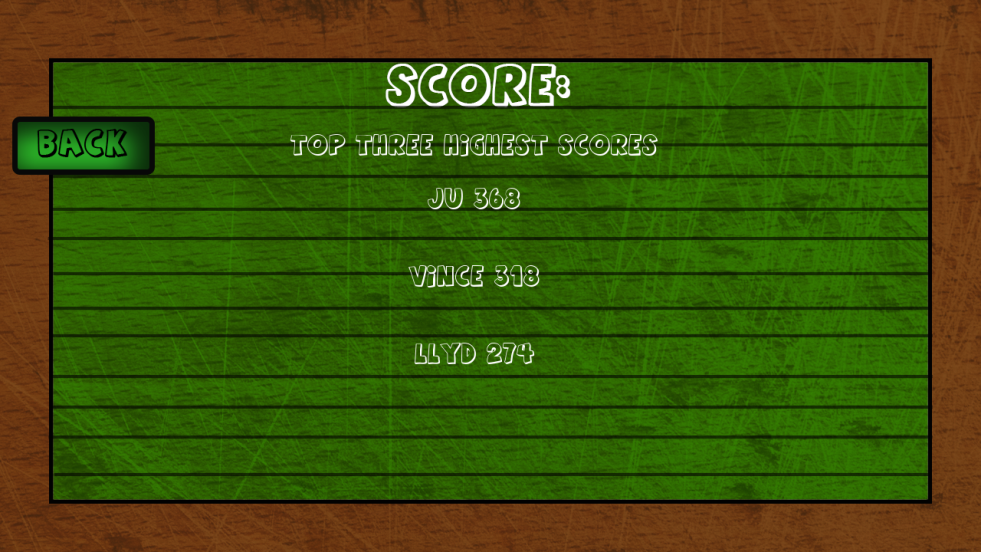 SCORE:
BACK
TOP THREE HiGHEST SCORES
JU 368
ViNCE 318
LLYD 274